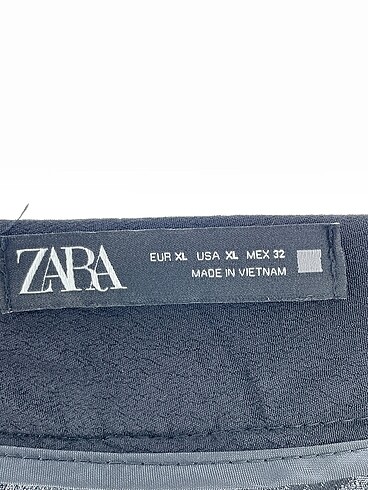 ZARA
EUR XL USA XL MEX 32
MADE IN VIETNAM